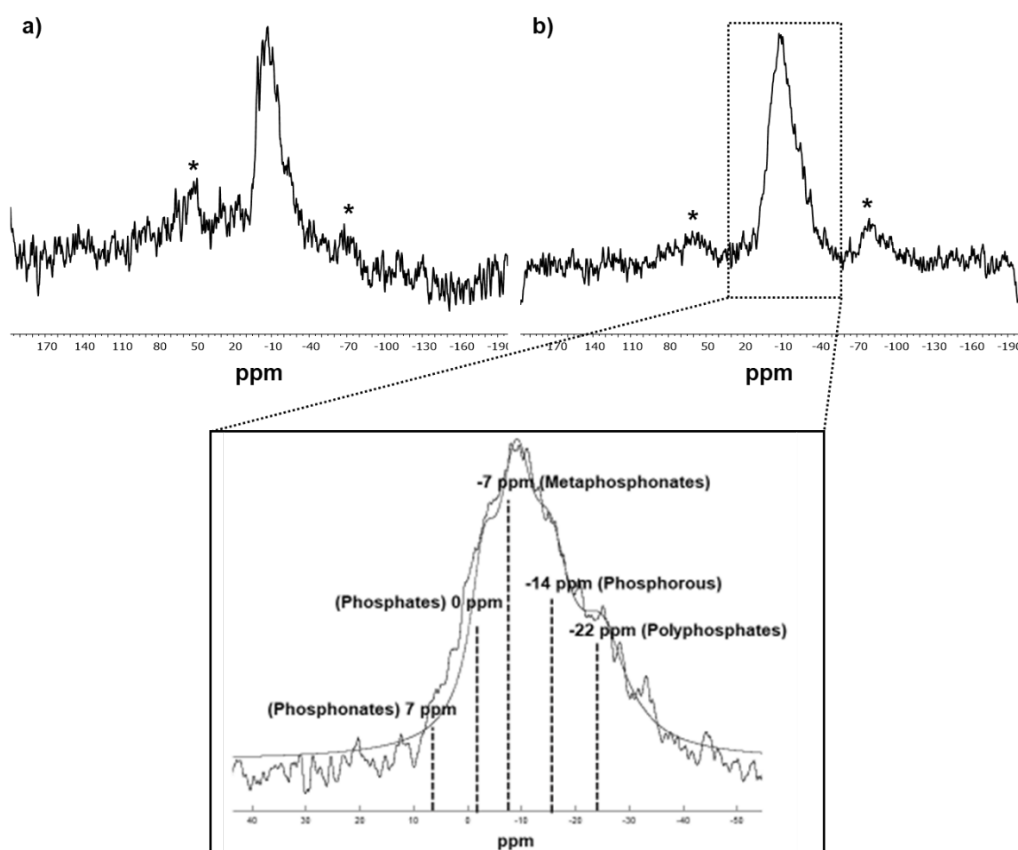 a)
b)
*
*
*
*
170 140 110 80 50 20 -10 -40 -70 -100 -130 -160 -190
170 140 110 80 50 20 -10 -40 -70 -100 -130 -160 -190
ppm
ppm
-7 ppm (Metaphosphonates)
-14 ppm (Phosphorous)
(Phosphates) 0 ppm
-22 ppm (Polyphosphates)
(Phosphonates) 7 ppm
40 30 20 10 0 -10 -20 -30 -40 -50
ppm